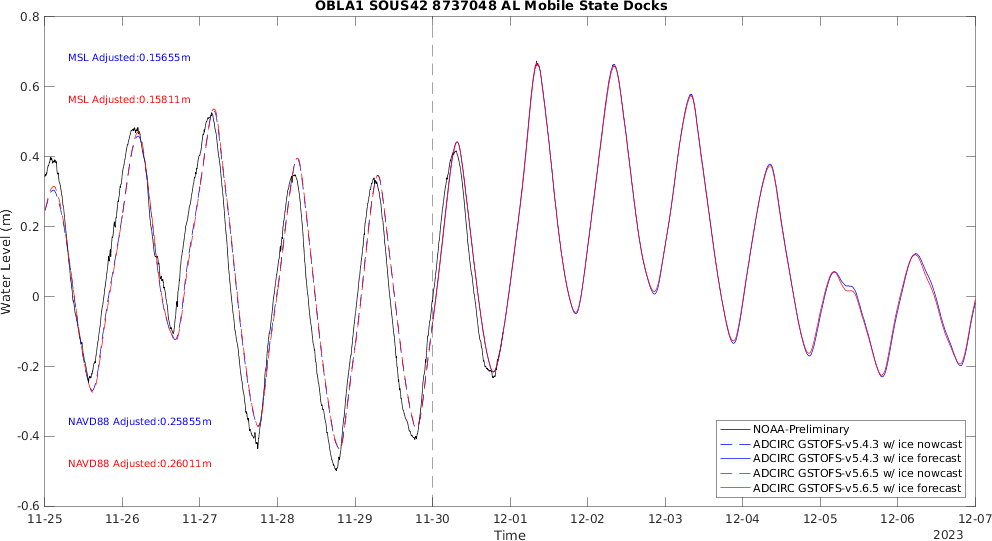 OBLA1 SOUS42 8737048 AL Mobile State Docks
0.8
0.6
0.4
0.2
0
-0.2
-0.4
-0.6
Water Level (m)
MSL Adjusted:0.15655m
MSL Adjusted:0.15811m
NAVD88 Adjusted:0.25855m
NAVD88 Adjusted:0.26011m
NOAA-Preliminary
ADCIRC GSTOFS-v5.4.3 w/ ice nowcast
ADCIRC GSTOFS-v5.4.3 w/ ice forecast
ADCIRC GSTOFS-v5.6.5 w/ ice nowcast
ADCIRC GSTOFS-v5.6.5 w/ ice forecast
11-25 11-26 11-27 11-28 11-29 11-30 12-01 12-02 12-03 12-04 12-05 12-06 12-07
Time
2023